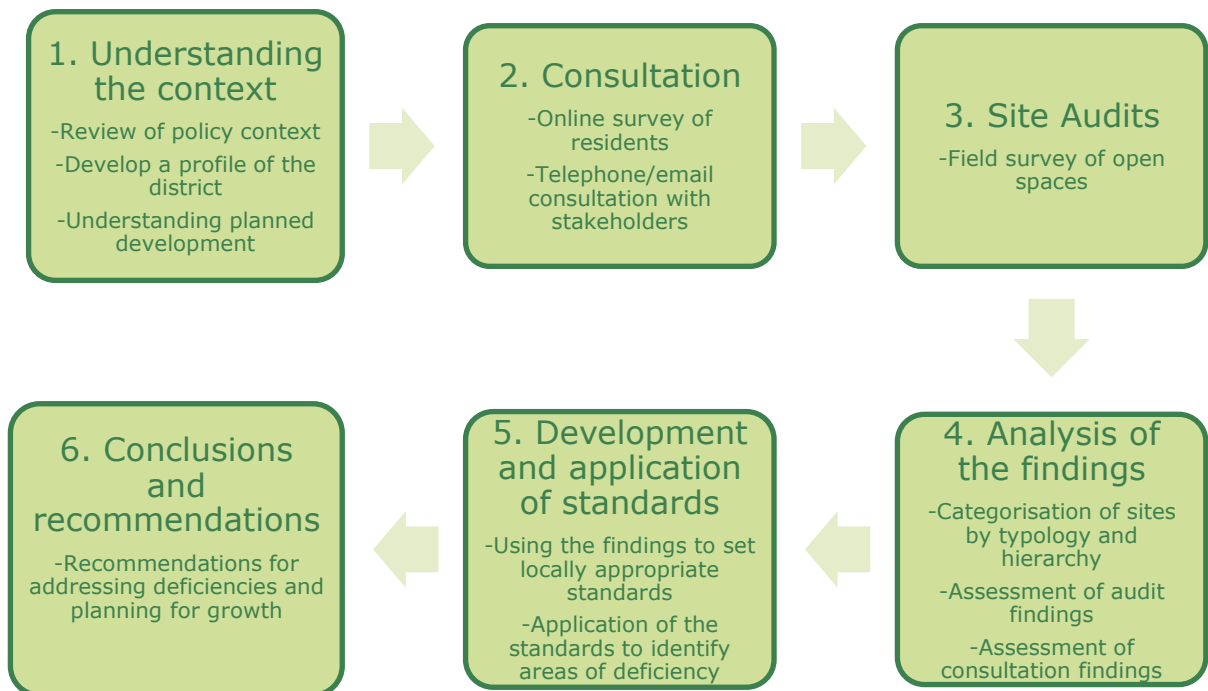 1. Understanding
the context
-Review of policy context
-Develop a profile of the
district
-Understanding planned
development
2. Consultation
-Online survey of
residents
-Telephone/email
consultation with
stakeholders
3. Site Audits
-Field survey of open
spaces
4. Analysis of
the findings
-Categorisation of sites
by typology and
hierarchy
-Assessment of audit
findings
-Assessment of
consultation findings
5. Development
and application
of standards
-Using the findings to set
locally appropriate
standards
-Application of the
standards to identify
areas of deficiency
6. Conclusions
and
recommendations
-Recommendations for
addressing deficiencies and
planning for growth